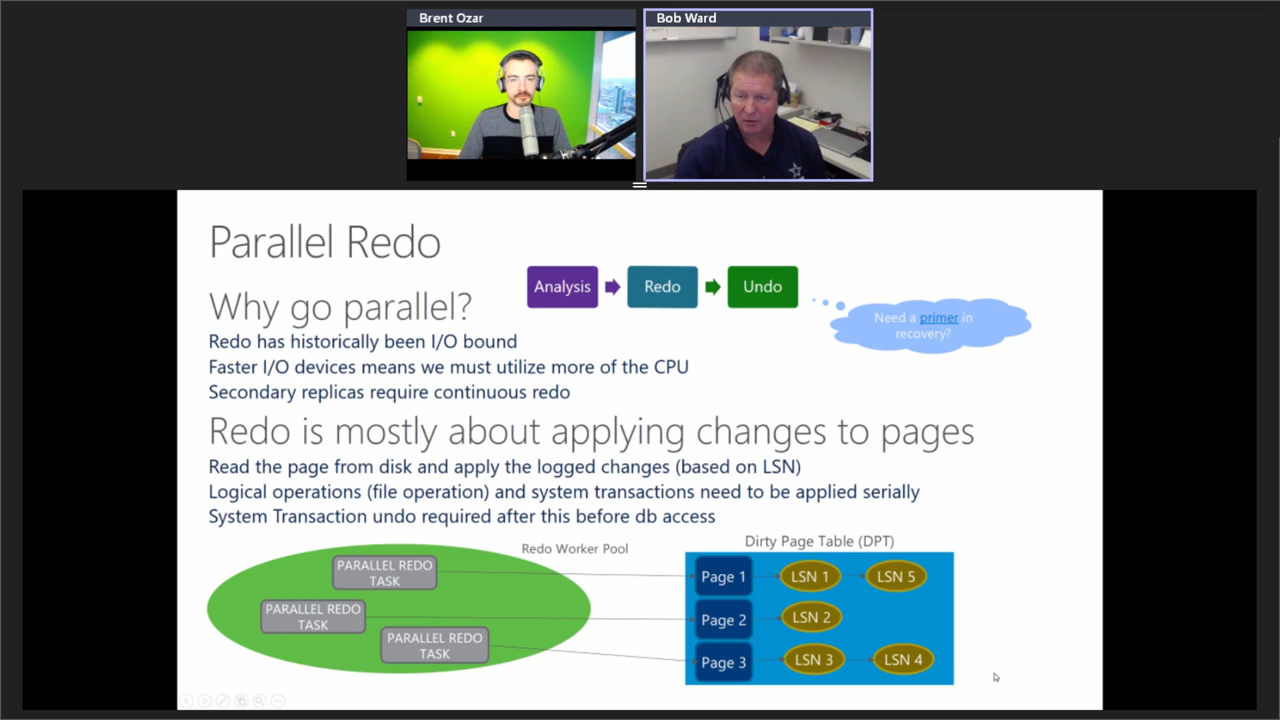 Brent Ozar
Bob Ward
Parallel Redo
Analysis
Redo
Undo
Need a primer in
recovery?
Why go parallel?
Redo has historically been I/O bound
Faster I/O devices means we must utilize more of the CPU
Secondary replicas require continuous redo
Redo is mostly about applying changes to pages
Read the page from disk and apply the logged changes (based on LSN)
Logical operations (file operation) and system transactions need to be applied serially
System Transaction undo required after this before db access
Redo Worker Pool
Dirty Page Table (DPT)
PARALLEL REDO
TASK
PARALLEL REDO
TASK
PARALLEL REDO
TASK
Page 1
LSN 1
LSN 5
Page 2
LSN 2
Page 3
LSN 3
LSN 4